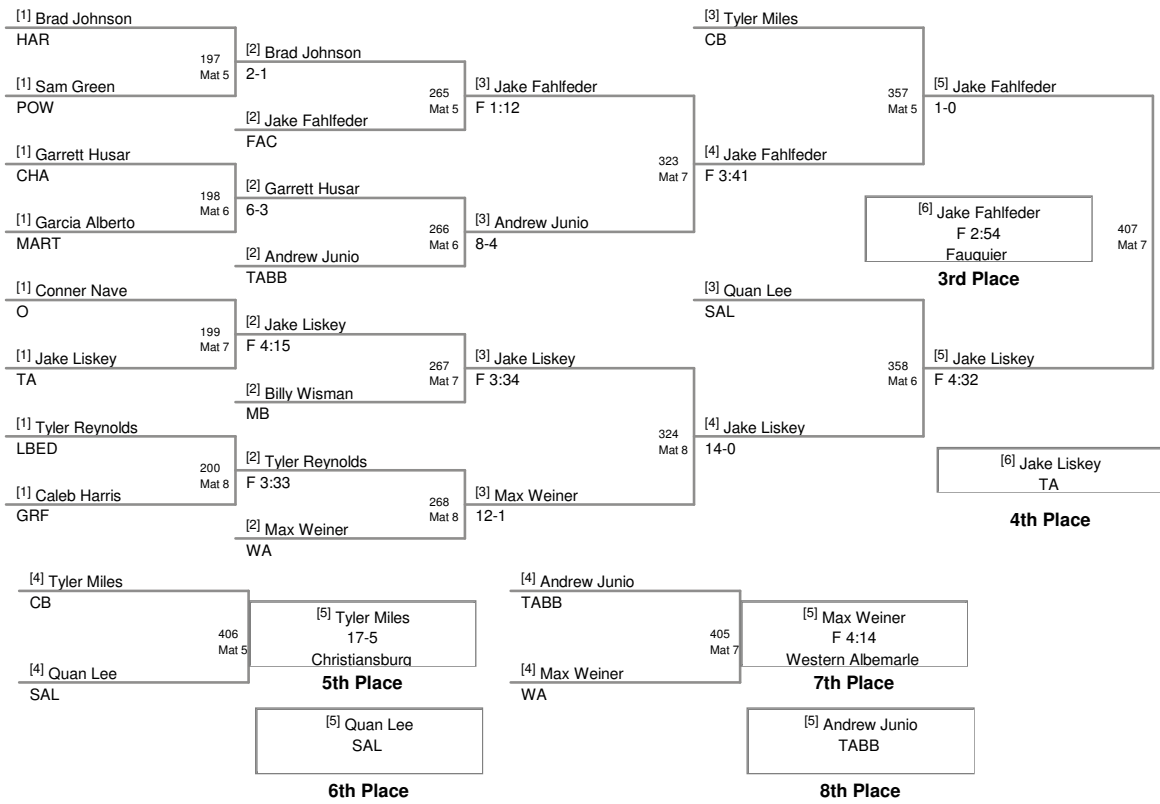 [1] Brad Johnson
HAR
197
Mat 5
[1] Sam Green
POW
[1] Garrett Husar
CHA
198
Mat 6
[1] Garcia Alberto
MART
[1] Conner Nave
O
199
Mat 7
[1] Jake Liskey
TA
[1] Tyler Reynolds
LBED
200
Mat 8
[1] Caleb Harris
GRF
[2] Brad Johnson
2-1
265
Mat 5
[2] Jake Fahlfeder
FAC
[2] Garrett Husar
6-3
266
Mat 6
[2] Andrew Junio
TABB
[2] Jake Liskey
F 4:15
267
Mat 7
[2] Billy Wisman
MB
[2] Tyler Reynolds
F 3:33
268
Mat 8
[2] Max Weiner
WA
[3] Jake Fahlfeder
F 1:12
323
Mat 7
[3] Andrew Junio
8-4
[3] Jake Liskey
F 3:34
324
Mat 8
[3] Max Weiner
12-1
[3] Tyler Miles
CB
357
Mat 5
[4] Jake Fahlfeder
F 3:41
[3] Quan Lee
SAL
358
Mat 6
[4] Jake Liskey
14-0
[5] Jake Fahlfeder
1-0
407
Mat 7
[5] Jake Liskey
F 4:32
[6] Jake Fahlfeder
F 2:54
Fauquier
3rd Place
[6] Jake Liskey
TA
4th Place
[4] Tyler Miles
CB
406
Mat 5
[4] Quan Lee
SAL
[5] Tyler Miles
17-5
Christiansburg
5th Place
[5] Quan Lee
SAL
6th Place
[4] Andrew Junio
TABB
405
Mat 7
[4] Max Weiner
WA
[5] Max Weiner
F 4:14
Western Albemarle
7th Place
[5] Andrew Junio
TABB
8th Place